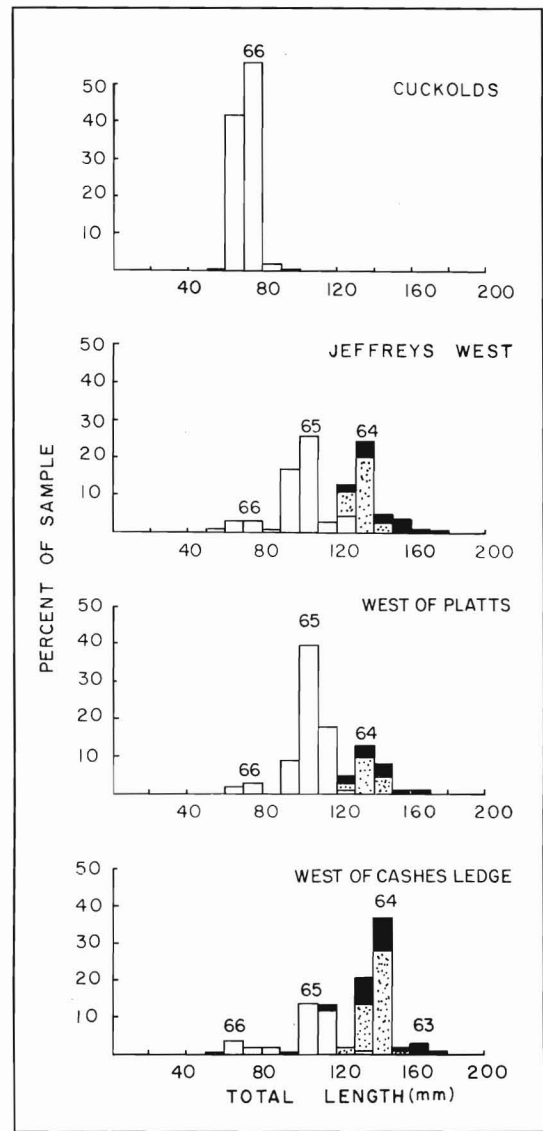 PERCENT OF SAMPLE
CUCKOLDS
66
50
40
30
20
10
40 80 120 160 200
JEFFREYS WEST
50
40
30
20
10
66 65 64
40 80 120 160 200
WEST OF PLATTS
50
40
30
20
10
66 65 64
40 80 120 160 200
WEST OF CASHES LEDGE
50
40
30
20
10
66 65 64 63
40 80 120 160 200
TOTAL LENGTH (mm)